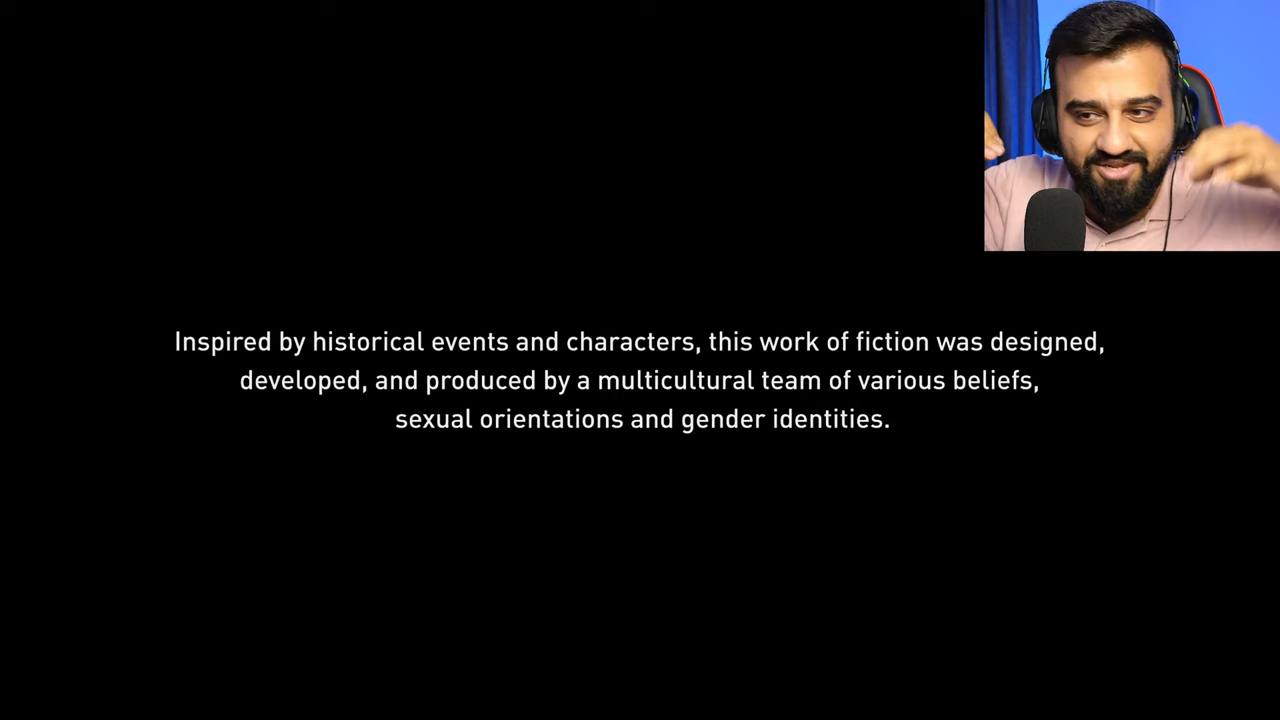 Inspired by historical events and characters, this work of fiction was designed,
developed, and produced by a multicultural team of various beliefs,
sexual orientations and gender identities.